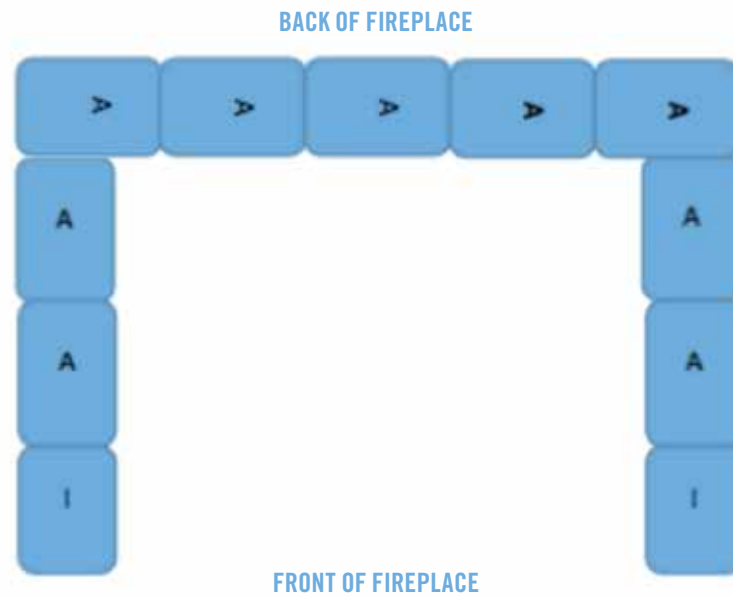 BACK OF FIREPLACE
A A A A A
A A
A A
I I
FRONT OF FIREPLACE